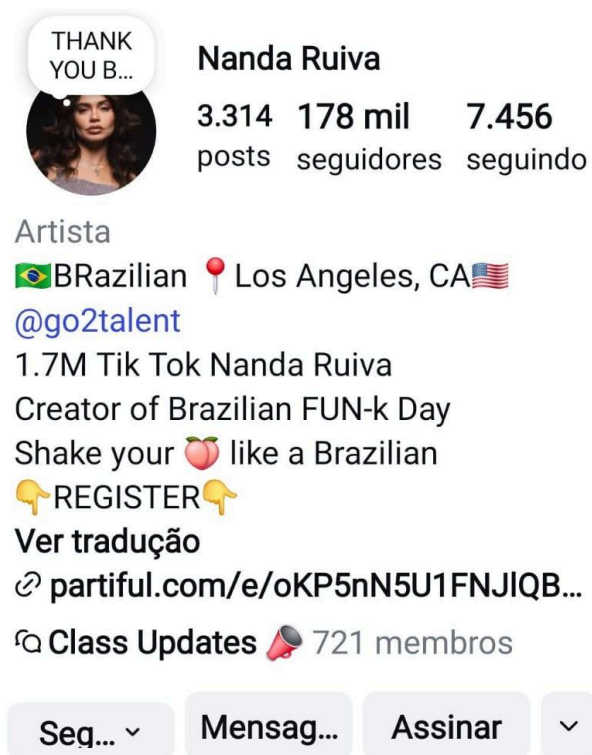 THANK
YOU B...
Nanda Ruiva
3.314 178 mil 7.456
posts seguidores seguindo
Artista
🇧🇷BRazilian 📍Los Angeles, CA🇺🇸
@go2talent
1.7M Tik Tok Nanda Ruiva
Creator of Brazilian FUN-k Day
Shake your 🍑 like a Brazilian
👇REGISTER👇
Ver tradução
partiful.com/e/oKP5nN5U1FNJlQB...
Class Updates 📣 721 membros
Seg... Mensag... Assinar